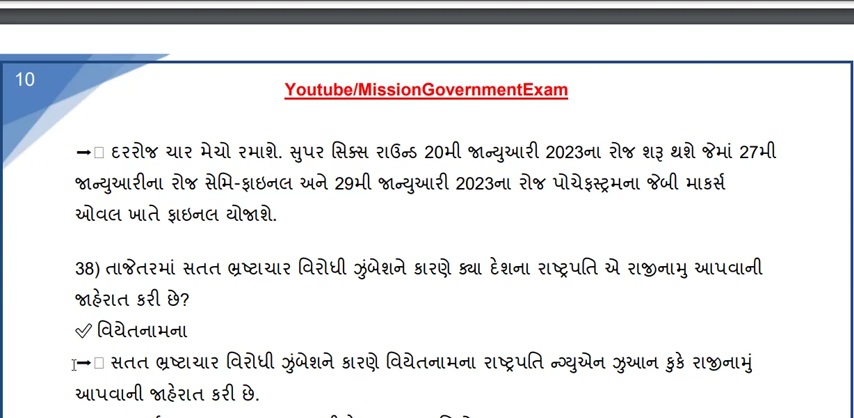 10
Youtube/MissionGovernmentExam
→ દરરોજ ચાર મેચો રમાશે. સુપર સિક્સ રાઉન્ડ 20મી જાન્યુઆરી 2023ના રોજ શરૂ થશે જેમાં 27મી
જાન્યુઆરીના રોજ સેમિ-ફાઇનલ અને 29મી જાન્યુઆરી 2023ના રોજ પોચેફસ્ટ્રમના જેબી માકર્સ
ઓવલ ખાતે ફાઇનલ યોજાશે.
38) તાજેતરમાં સતત ભ્રષ્ટાચાર વિરોધી ઝુંબેશને કારણે ક્યા દેશના રાષ્ટ્રપતિ એ રાજીનામુ આપવાની
જાહેરાત કરી છે?
✓ વિયેતનામના
→ સતત ભ્રષ્ટાચાર વિરોધી ઝુંબેશને કારણે વિયેતનામના રાષ્ટ્રપતિ ન્ગ્યુએન ઝુઆન ફુકે રાજીનામું
આપવાની જાહેરાત કરી છે.